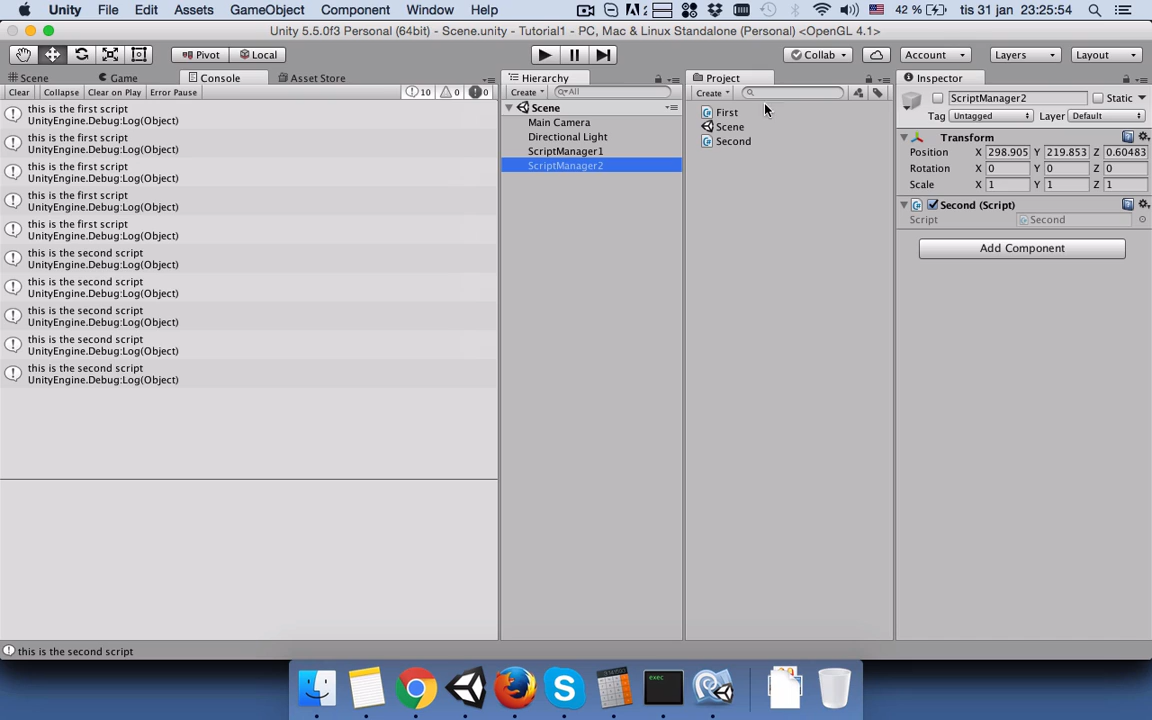 Unity File Edit Assets GameObject Component Window Help 42 % tis 31 jan 23:25:54
Unity 5.5.0f3 Personal (64bit) - Scene.unity - Tutorial1 - PC, Mac & Linux Standalone (Personal) <OpenGL 4.1>
Pivot Local Collab Account Layers Layout
Scene Game Console Asset Store Hierarchy Project Inspector
Clear Collapse Clear on Play Error Pause 10 0 0
Create All
Create
this is the first script
UnityEngine.Debug:Log(Object)
this is the first script
UnityEngine.Debug:Log(Object)
this is the first script
UnityEngine.Debug:Log(Object)
this is the first script
UnityEngine.Debug:Log(Object)
this is the first script
UnityEngine.Debug:Log(Object)
this is the second script
UnityEngine.Debug:Log(Object)
this is the second script
UnityEngine.Debug:Log(Object)
this is the second script
UnityEngine.Debug:Log(Object)
this is the second script
UnityEngine.Debug:Log(Object)
this is the second script
UnityEngine.Debug:Log(Object)
Scene
Main Camera
Directional Light
ScriptManager1
ScriptManager2
First
Scene
Second
ScriptManager2 Static
Tag Untagged Layer Default
Transform
Position X 298.905 Y 219.853 Z 0.60483
Rotation X 0 Y 0 Z 0
Scale X 1 Y 1 Z 1
Second (Script)
Script Second
Add Component
this is the second script
exec